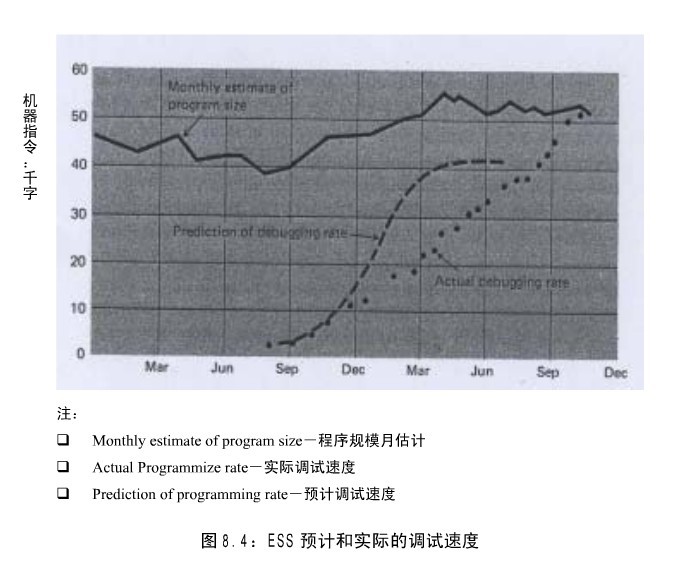 机器指令：千字
60
50
40
30
20
10
0
Monthly estimate of
program size
Prediction of debugging rate
Actual debugging rate
Mar Jun Sep Dec Mar Jun Sep Dec
注：
❑ Monthly estimate of program size－程序规模月估计
❑ Actual Programmize rate－实际调试速度
❑ Prediction of programming rate－预计调试速度
图 8.4：ESS 预计和实际的调试速度